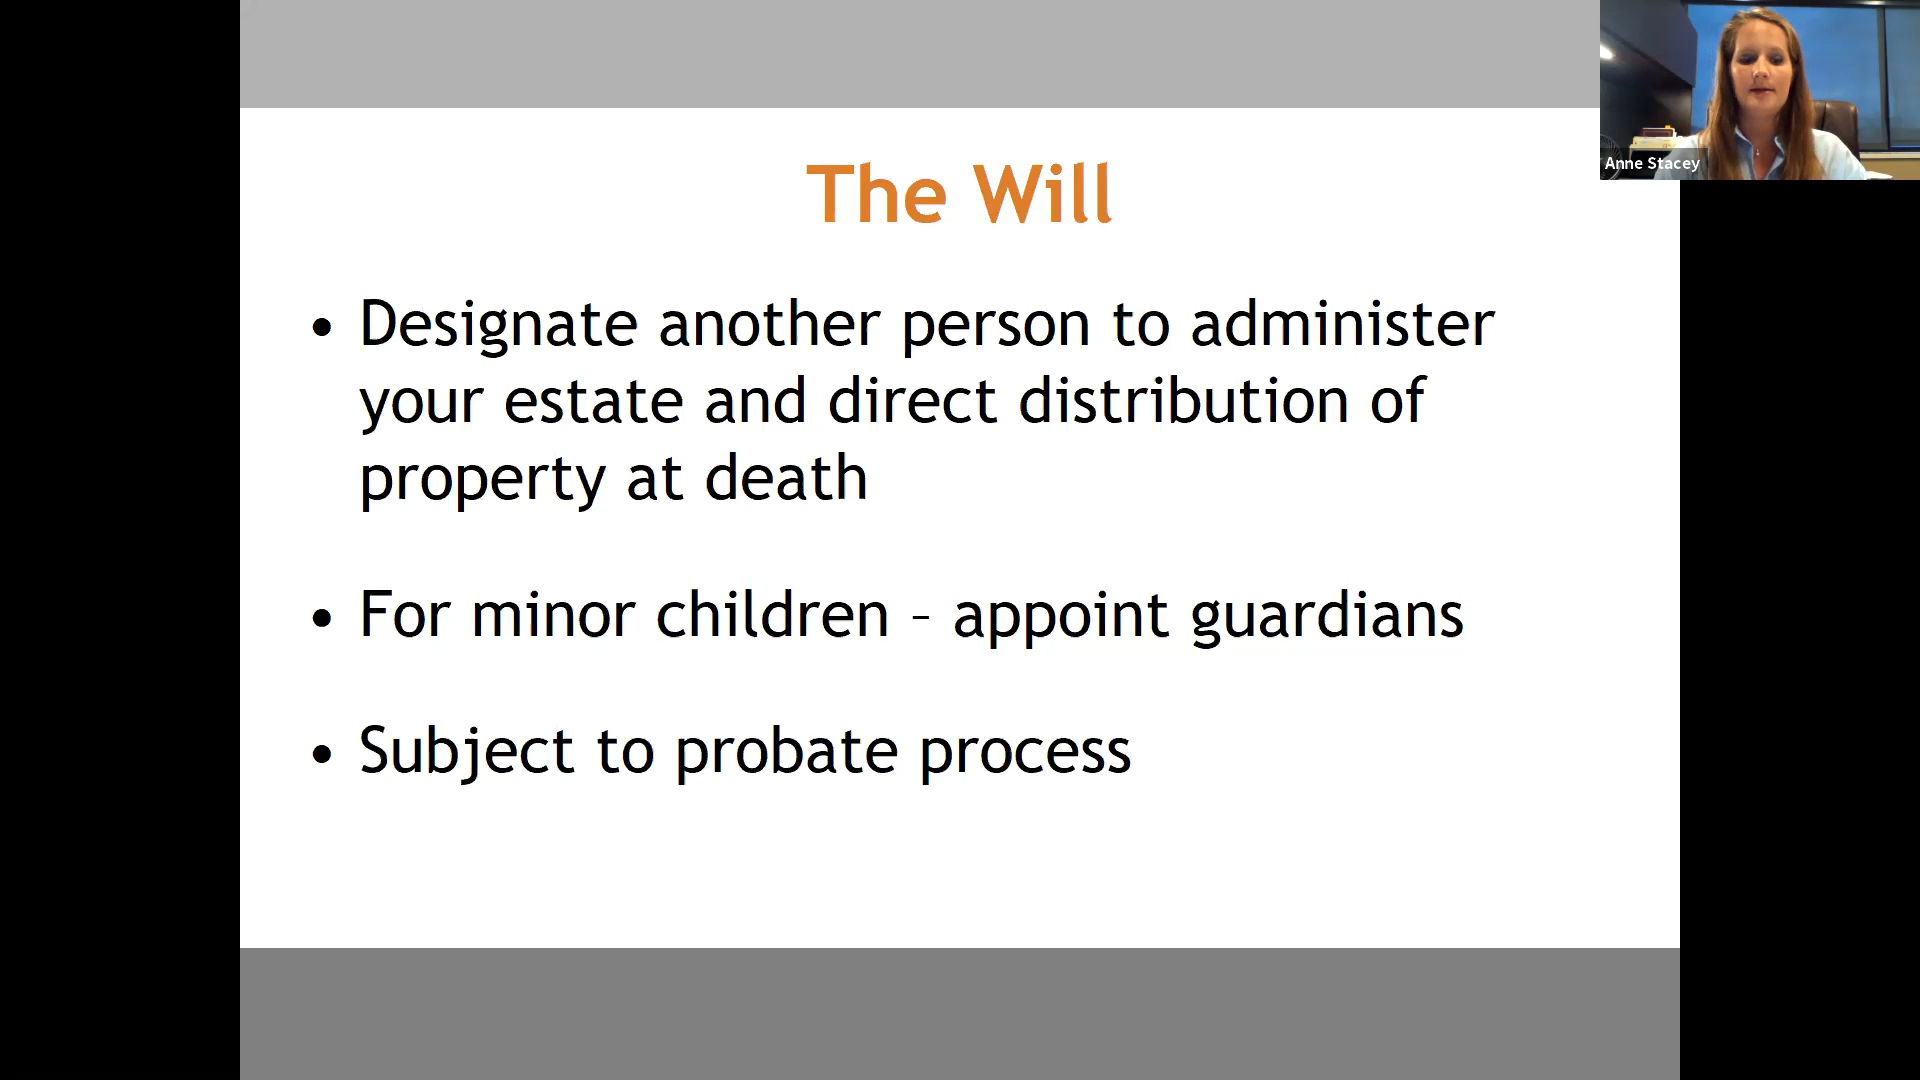 The Will
• Designate another person to administer
your estate and direct distribution of
property at death
• For minor children – appoint guardians
• Subject to probate process
Anne Stacey